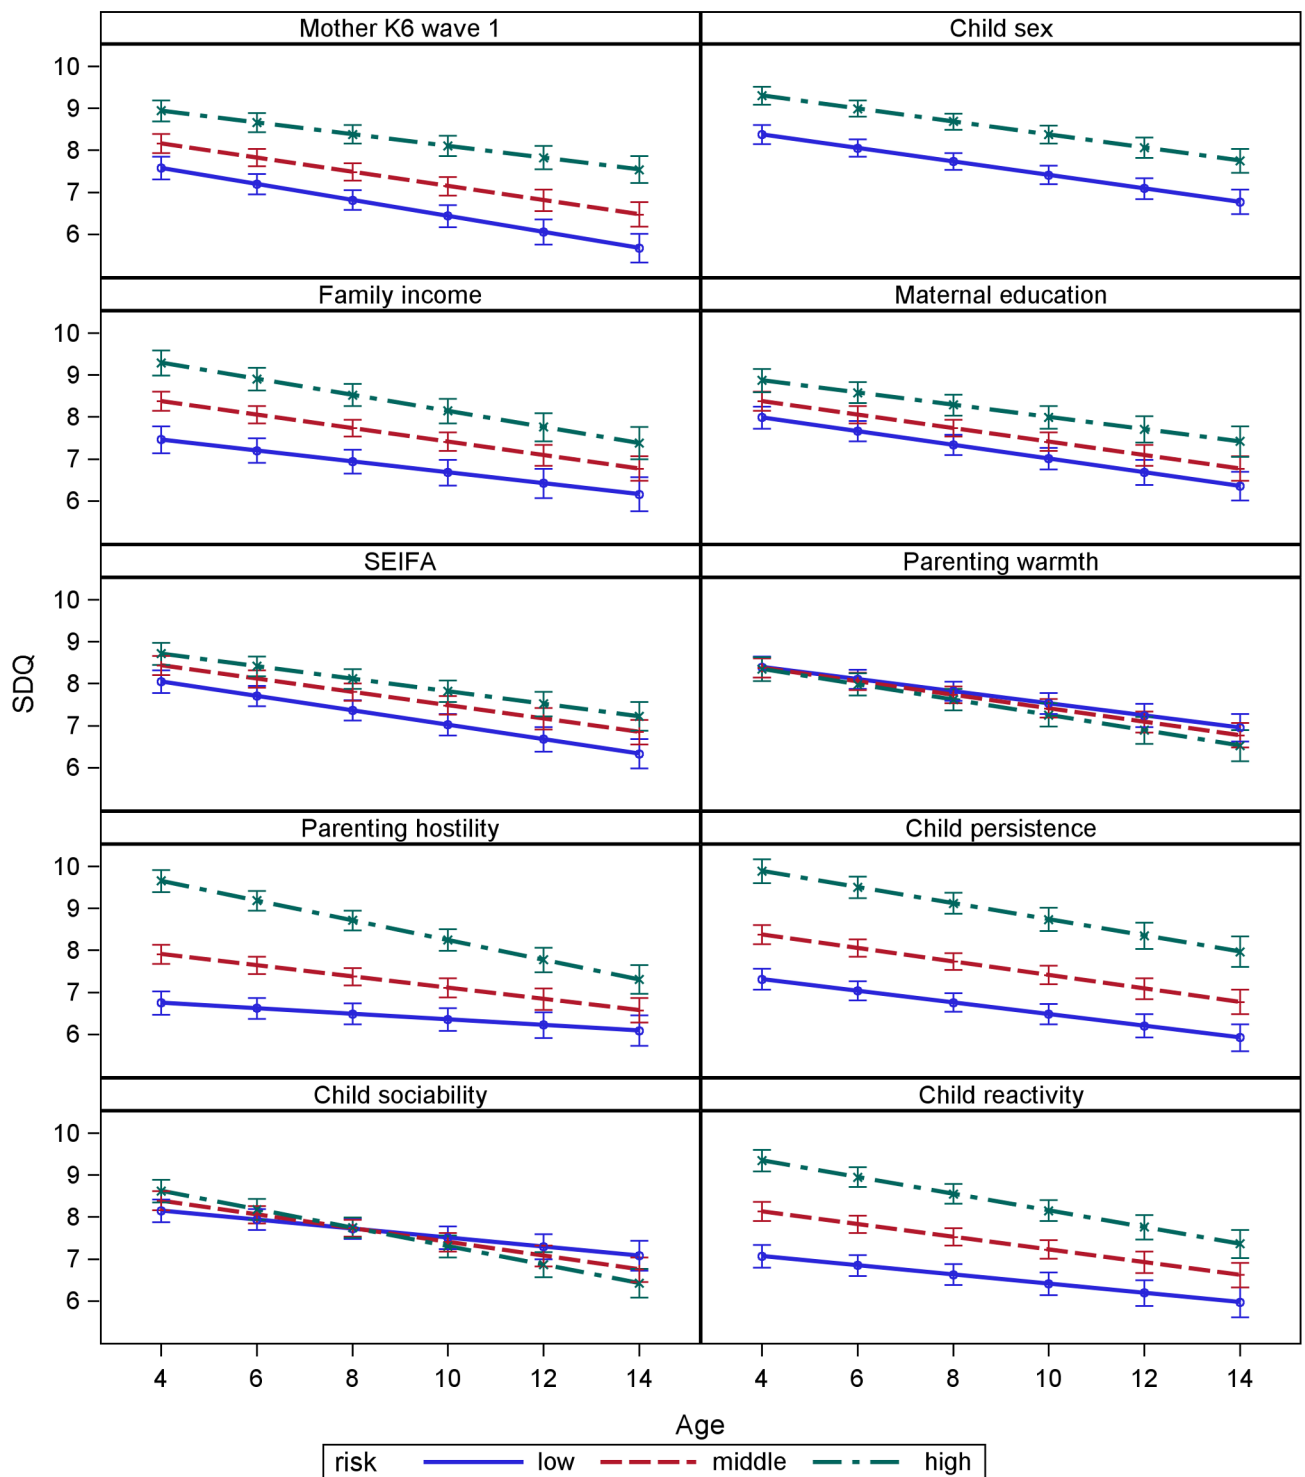 Mother K6 wave 1
Child sex
10
9
8
7
6
Family income
Maternal education
10
9
8
7
6
SEIFA
Parenting warmth
10
9
8
7
6
SDQ
Parenting hostility
Child persistence
10
9
8
7
6
Child sociability
Child reactivity
10
9
8
7
6
4 6 8 10 12 14 4 6 8 10 12 14
Age
risk low middle high